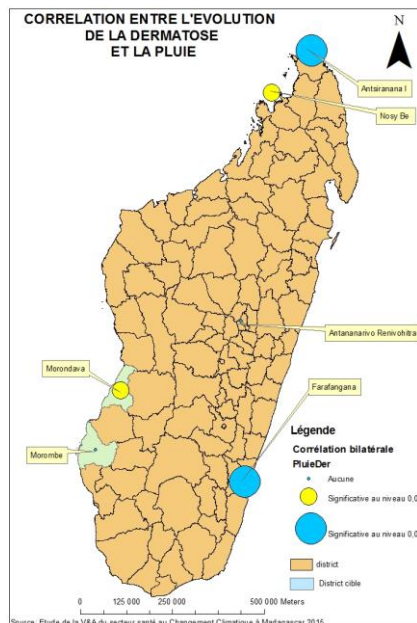 CORRELATION ENTRE L'EVOLUTION
DE LA DERMATOSE
ET LA PLUIE
N
Antsiranana I
Nosy Be
Antananarivo Renivohitra
Morondava
Farafangana
Morombe
Légende
Corrélation bilatérale
PluieDer
Aucune
Significative au niveau 0,0
Significative au niveau 0,0
district
District cible
0 125 000 250 000 500 000 Meters
Source: Etude de la V&A du secteur santé au Changement Climatique à Madagascar 2016